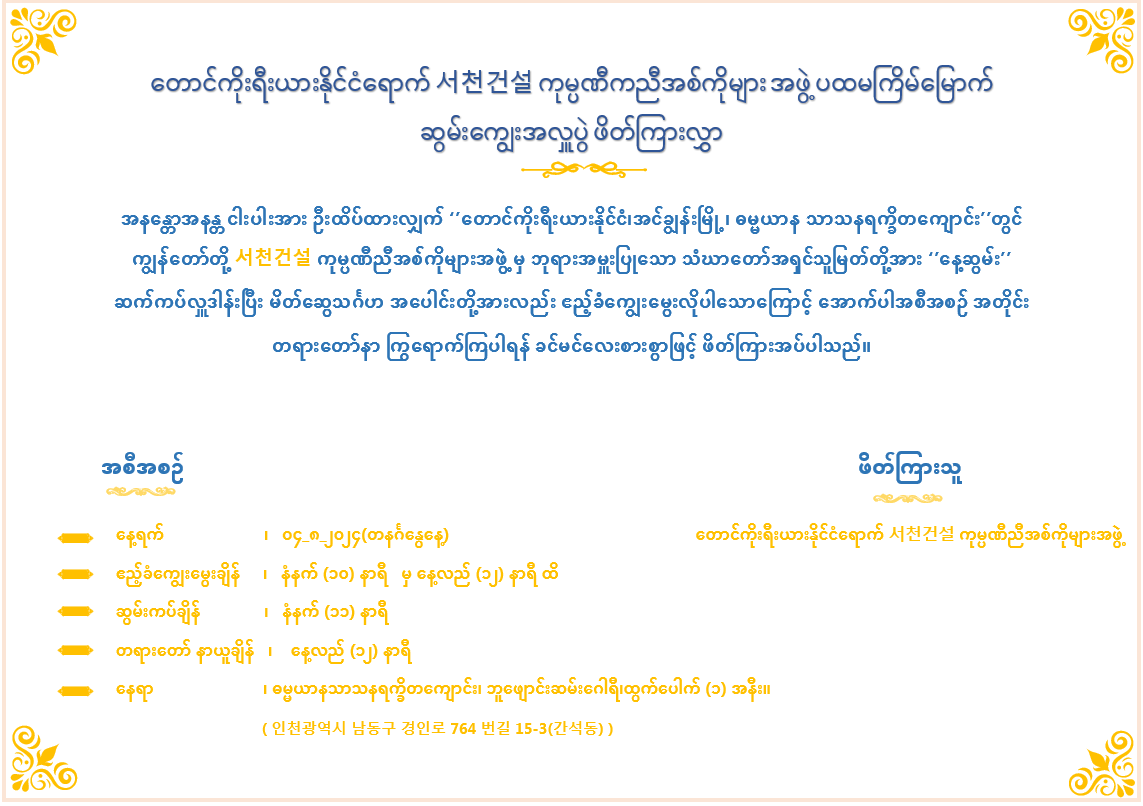 တောင်ကိုးရီးယားနိုင်ငံရောက် 서천건설 ကုမ္ပဏီကညီအစ်ကိုများ အဖွဲ့ ပထမကြိမ်မြောက်
ဆွမ်းကျွေးအလှူပွဲ ဖိတ်ကြားလွှာ
အနန္တောအနန္တ ငါးပါးအား ဦးထိပ်ထားလျှက် ‘‘တောင်ကိုးရီးယားနိုင်ငံ၊အင်ချွန်းမြို့၊ ဓမ္မယာန သာသနရက္ခိတကျောင်း’’တွင်
ကျွန်တော်တို့ 서천건설 ကုမ္ပဏီညီအစ်ကိုများအဖွဲ့မှ ဘုရားအမှူးပြုသော သံဃာတော်အရှင်သူမြတ်တို့အား ‘‘နေ့ဆွမ်း’’
ဆက်ကပ်လှူဒါန်းပြီး မိတ်ဆွေသင်္ဂဟ အပေါင်းတို့အားလည်း ဧည့်ခံကျွေးမွေးလိုပါသောကြောင့် အောက်ပါအစီအစဉ် အတိုင်း
တရားတော်နာ ကြွရောက်ကြပါရန် ခင်မင်လေးစားစွာဖြင့် ဖိတ်ကြားအပ်ပါသည်။
အစီအစဉ်
နေ့ရက် ၊ ၀၄_၈_၂၀၂၄(တနင်္ဂနွေနေ့)
ဧည့်ခံကျွေးမွေးချိန် ၊ နံနက် (၁၀) နာရီ မှ နေ့လည် (၁၂) နာရီ ထိ
ဆွမ်းကပ်ချိန် ၊ နံနက် (၁၁) နာရီ
တရားတော် နာယူချိန် ၊ နေ့လည် (၁၂) နာရီ
နေရာ ၊ ဓမ္မယာနသာသနရက္ခိတကျောင်း၊ ဘူဖျောင်းဆမ်းဂေါရီ၊ထွက်ပေါက် (၁) အနီး။
( 인천광역시 남동구 경인로 764 번길 15-3(간석동) )
ဖိတ်ကြားသူ
တောင်ကိုးရီးယားနိုင်ငံရောက် 서천건설 ကုမ္ပဏီညီအစ်ကိုများအဖွဲ့